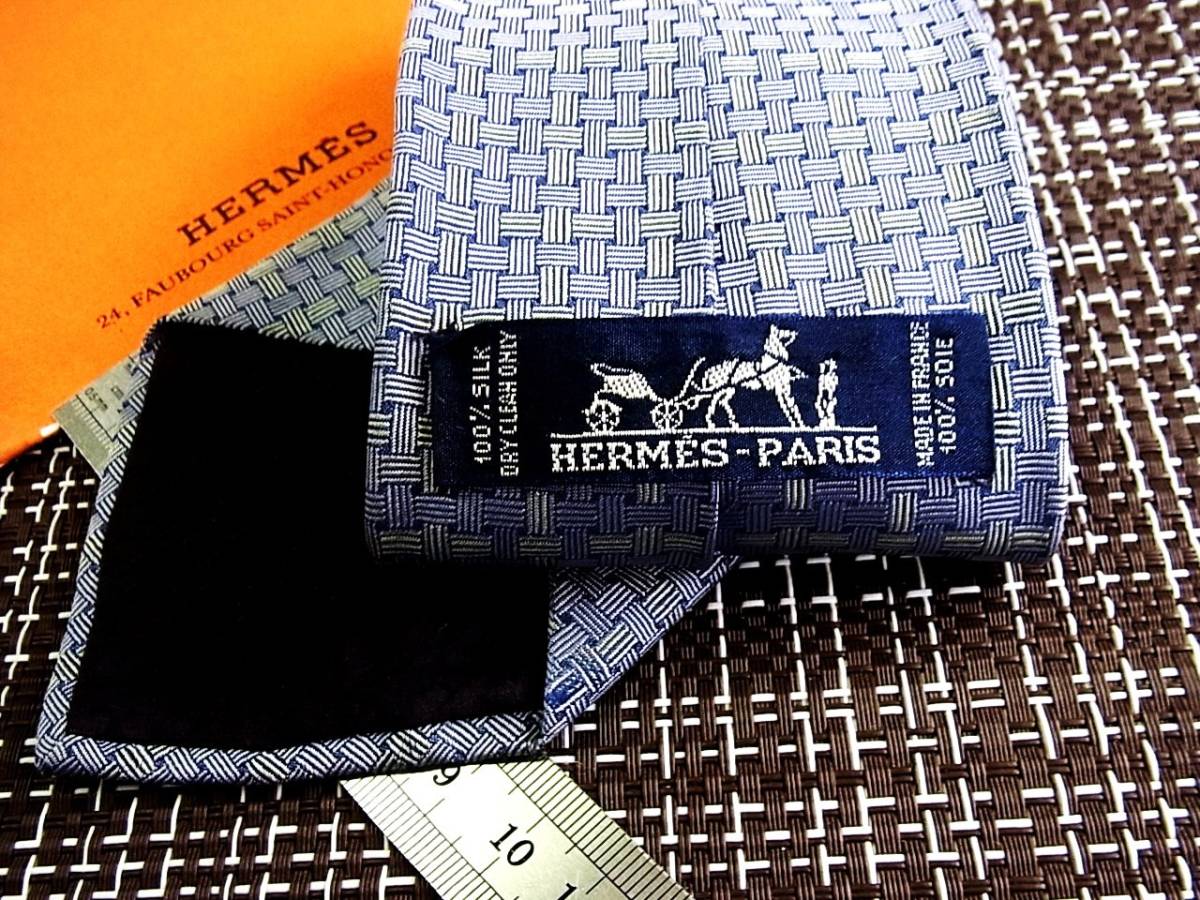 HERMÈS
24, FAUBOURG SAINT-HONO
100% SILK
DRY CLEAN ONLY
HERMÈS-PARIS
MADE IN FRANCE
100% SOIE
9
10
1